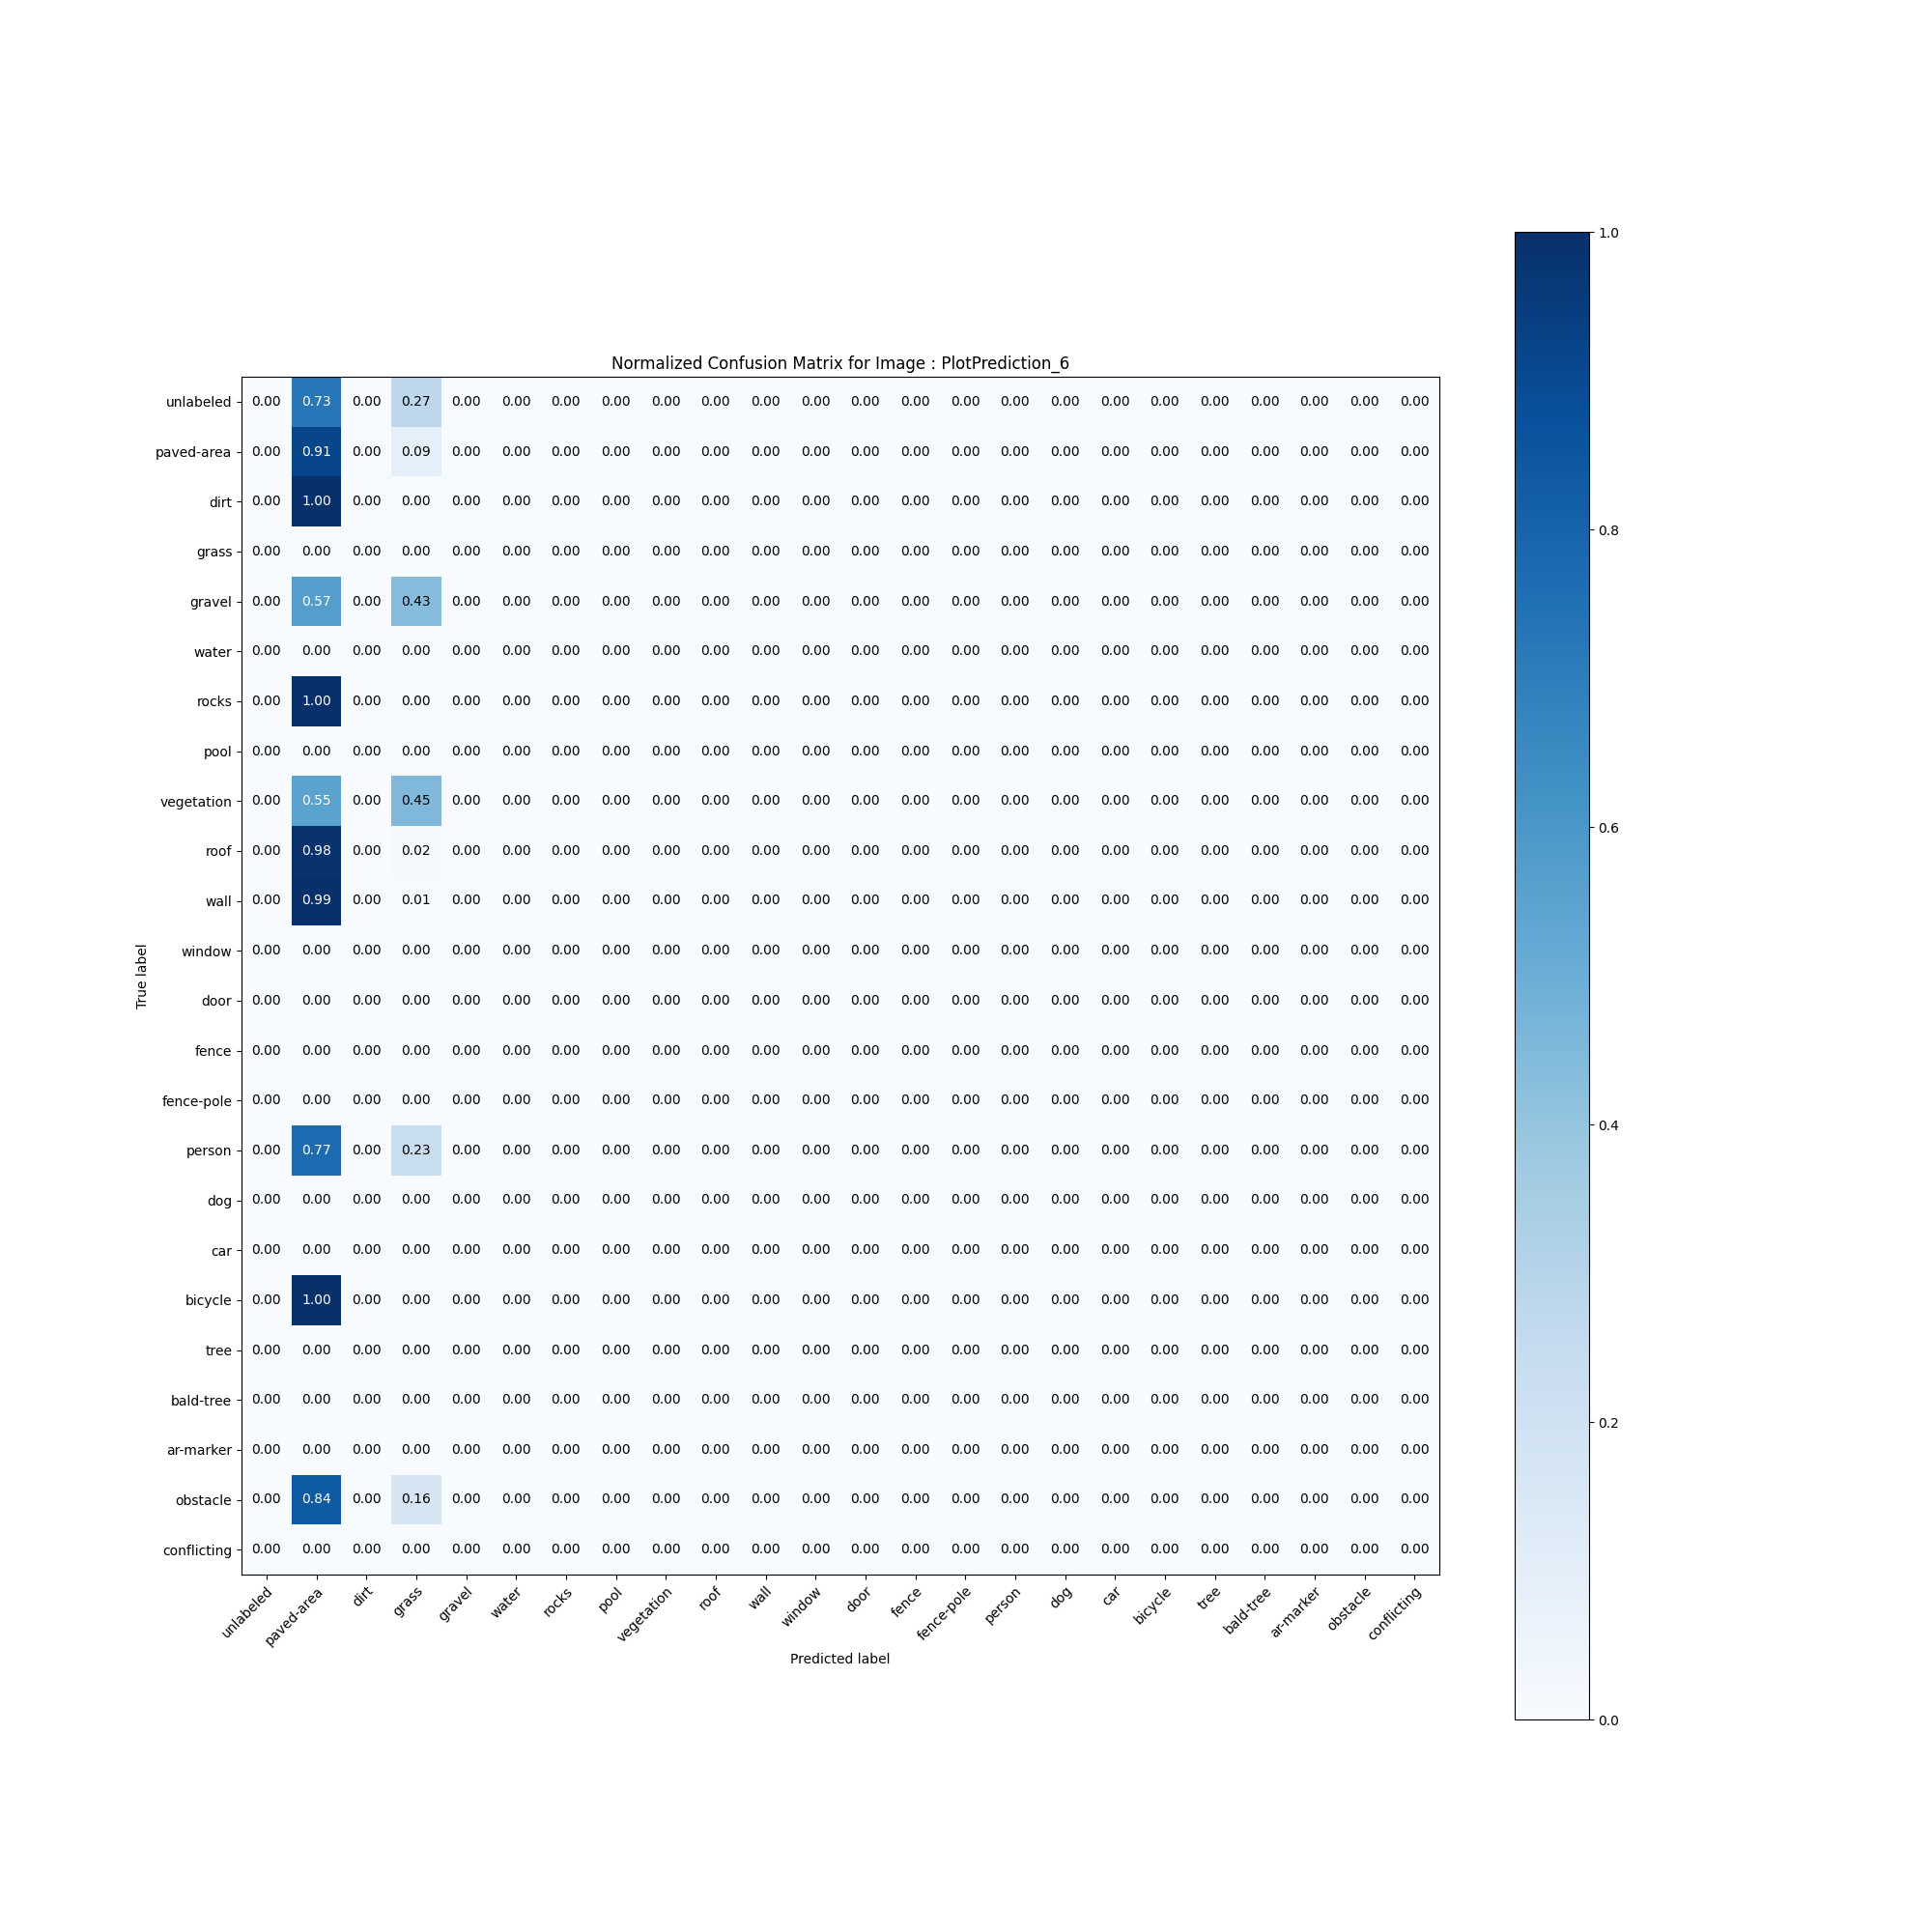 Normalized Confusion Matrix for Image : PlotPrediction_6
1.0
unlabeled 0.00 0.73 0.00 0.27 0.00 0.00 0.00 0.00 0.00 0.00 0.00 0.00 0.00 0.00 0.00 0.00 0.00 0.00 0.00 0.00 0.00 0.00 0.00 0.00
paved-area 0.00 0.91 0.00 0.09 0.00 0.00 0.00 0.00 0.00 0.00 0.00 0.00 0.00 0.00 0.00 0.00 0.00 0.00 0.00 0.00 0.00 0.00 0.00 0.00
dirt 0.00 1.00 0.00 0.00 0.00 0.00 0.00 0.00 0.00 0.00 0.00 0.00 0.00 0.00 0.00 0.00 0.00 0.00 0.00 0.00 0.00 0.00 0.00 0.00
0.8
grass 0.00 0.00 0.00 0.00 0.00 0.00 0.00 0.00 0.00 0.00 0.00 0.00 0.00 0.00 0.00 0.00 0.00 0.00 0.00 0.00 0.00 0.00 0.00 0.00
gravel 0.00 0.57 0.00 0.43 0.00 0.00 0.00 0.00 0.00 0.00 0.00 0.00 0.00 0.00 0.00 0.00 0.00 0.00 0.00 0.00 0.00 0.00 0.00 0.00
water 0.00 0.00 0.00 0.00 0.00 0.00 0.00 0.00 0.00 0.00 0.00 0.00 0.00 0.00 0.00 0.00 0.00 0.00 0.00 0.00 0.00 0.00 0.00 0.00
rocks 0.00 1.00 0.00 0.00 0.00 0.00 0.00 0.00 0.00 0.00 0.00 0.00 0.00 0.00 0.00 0.00 0.00 0.00 0.00 0.00 0.00 0.00 0.00 0.00
pool 0.00 0.00 0.00 0.00 0.00 0.00 0.00 0.00 0.00 0.00 0.00 0.00 0.00 0.00 0.00 0.00 0.00 0.00 0.00 0.00 0.00 0.00 0.00 0.00
vegetation 0.00 0.55 0.00 0.45 0.00 0.00 0.00 0.00 0.00 0.00 0.00 0.00 0.00 0.00 0.00 0.00 0.00 0.00 0.00 0.00 0.00 0.00 0.00 0.00
0.6
roof 0.00 0.98 0.00 0.02 0.00 0.00 0.00 0.00 0.00 0.00 0.00 0.00 0.00 0.00 0.00 0.00 0.00 0.00 0.00 0.00 0.00 0.00 0.00 0.00
wall 0.00 0.99 0.00 0.01 0.00 0.00 0.00 0.00 0.00 0.00 0.00 0.00 0.00 0.00 0.00 0.00 0.00 0.00 0.00 0.00 0.00 0.00 0.00 0.00
window 0.00 0.00 0.00 0.00 0.00 0.00 0.00 0.00 0.00 0.00 0.00 0.00 0.00 0.00 0.00 0.00 0.00 0.00 0.00 0.00 0.00 0.00 0.00 0.00
True label
door 0.00 0.00 0.00 0.00 0.00 0.00 0.00 0.00 0.00 0.00 0.00 0.00 0.00 0.00 0.00 0.00 0.00 0.00 0.00 0.00 0.00 0.00 0.00 0.00
fence 0.00 0.00 0.00 0.00 0.00 0.00 0.00 0.00 0.00 0.00 0.00 0.00 0.00 0.00 0.00 0.00 0.00 0.00 0.00 0.00 0.00 0.00 0.00 0.00
fence-pole 0.00 0.00 0.00 0.00 0.00 0.00 0.00 0.00 0.00 0.00 0.00 0.00 0.00 0.00 0.00 0.00 0.00 0.00 0.00 0.00 0.00 0.00 0.00 0.00
0.4
person 0.00 0.77 0.00 0.23 0.00 0.00 0.00 0.00 0.00 0.00 0.00 0.00 0.00 0.00 0.00 0.00 0.00 0.00 0.00 0.00 0.00 0.00 0.00 0.00
dog 0.00 0.00 0.00 0.00 0.00 0.00 0.00 0.00 0.00 0.00 0.00 0.00 0.00 0.00 0.00 0.00 0.00 0.00 0.00 0.00 0.00 0.00 0.00 0.00
car 0.00 0.00 0.00 0.00 0.00 0.00 0.00 0.00 0.00 0.00 0.00 0.00 0.00 0.00 0.00 0.00 0.00 0.00 0.00 0.00 0.00 0.00 0.00 0.00
bicycle 0.00 1.00 0.00 0.00 0.00 0.00 0.00 0.00 0.00 0.00 0.00 0.00 0.00 0.00 0.00 0.00 0.00 0.00 0.00 0.00 0.00 0.00 0.00 0.00
tree 0.00 0.00 0.00 0.00 0.00 0.00 0.00 0.00 0.00 0.00 0.00 0.00 0.00 0.00 0.00 0.00 0.00 0.00 0.00 0.00 0.00 0.00 0.00 0.00
bald-tree 0.00 0.00 0.00 0.00 0.00 0.00 0.00 0.00 0.00 0.00 0.00 0.00 0.00 0.00 0.00 0.00 0.00 0.00 0.00 0.00 0.00 0.00 0.00 0.00
0.2
ar-marker 0.00 0.00 0.00 0.00 0.00 0.00 0.00 0.00 0.00 0.00 0.00 0.00 0.00 0.00 0.00 0.00 0.00 0.00 0.00 0.00 0.00 0.00 0.00 0.00
obstacle 0.00 0.84 0.00 0.16 0.00 0.00 0.00 0.00 0.00 0.00 0.00 0.00 0.00 0.00 0.00 0.00 0.00 0.00 0.00 0.00 0.00 0.00 0.00 0.00
conflicting 0.00 0.00 0.00 0.00 0.00 0.00 0.00 0.00 0.00 0.00 0.00 0.00 0.00 0.00 0.00 0.00 0.00 0.00 0.00 0.00 0.00 0.00 0.00 0.00
unlabeled paved-area dirt grass gravel water rocks pool vegetation roof wall window door fence fence-pole person dog car bicycle tree bald-tree ar-marker obstacle conflicting
Predicted label
0.0